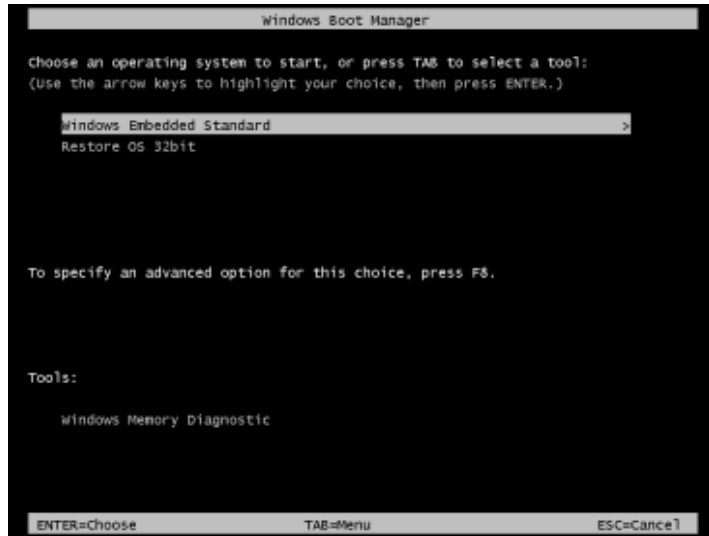 Windows Boot Manager
Choose an operating system to start, or press TAB to select a tool:
(Use the arrow keys to highlight your choice, then press ENTER.)
Windows Embedded Standard >
Restore OS 32bit
To specify an advanced option for this choice, press F8.
Tools:
Windows Memory Diagnostic
ENTER=Choose TAB=Menu ESC=Cancel